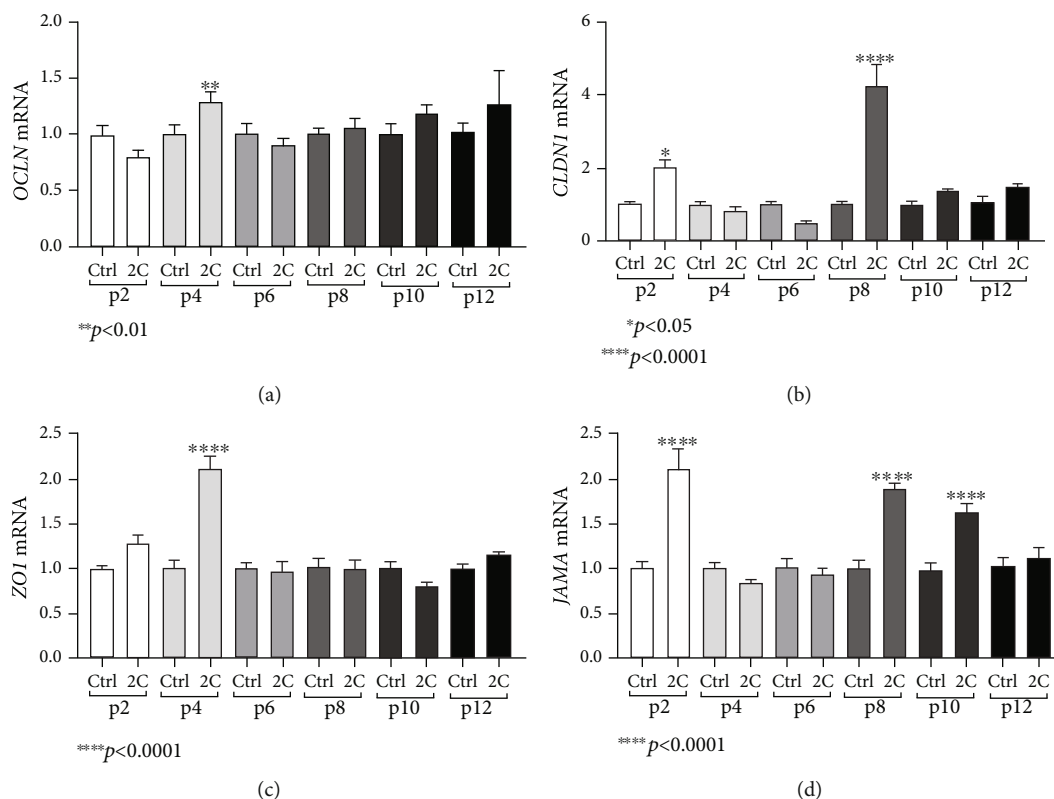 OCLN mRNA
2.0
1.5
1.0
0.5
0.0
**
Ctrl 2C Ctrl 2C Ctrl 2C Ctrl 2C Ctrl 2C Ctrl 2C
p2 p4 p6 p8 p10 p12
**p<0.01
(a)
CLDN1 mRNA
6
4
2
0
* ****
Ctrl 2C Ctrl 2C Ctrl 2C Ctrl 2C Ctrl 2C Ctrl 2C
p2 p4 p6 p8 p10 p12
*p<0.05
****p<0.0001
(b)
ZO1 mRNA
2.5
2.0
1.5
1.0
0.5
0.0
****
Ctrl 2C Ctrl 2C Ctrl 2C Ctrl 2C Ctrl 2C Ctrl 2C
p2 p4 p6 p8 p10 p12
****p<0.0001
(c)
JAMA mRNA
2.5
2.0
1.5
1.0
0.5
0.0
**** **** ****
Ctrl 2C Ctrl 2C Ctrl 2C Ctrl 2C Ctrl 2C Ctrl 2C
p2 p4 p6 p8 p10 p12
****p<0.0001
(d)